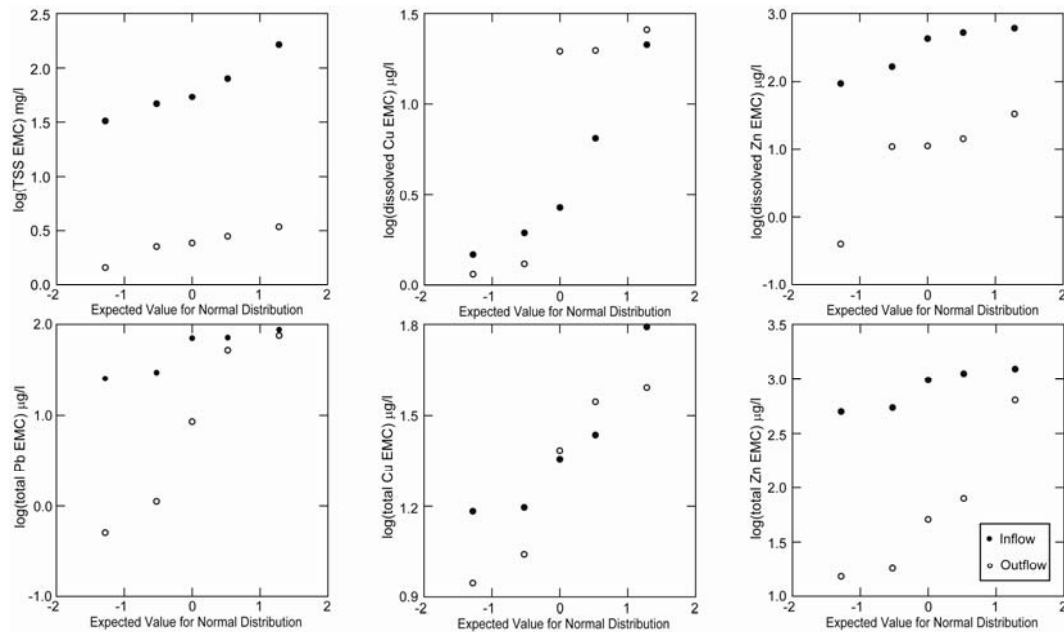 2.5
2.0
1.5
1.0
0.5
0.0
log(TSS EMC) mg/l
-2 -1 0 1 2
Expected Value for Normal Distribution
1.5
1.0
0.5
0.0
log(dissolved Cu EMC) µg/l
-2 -1 0 1 2
Expected Value for Normal Distribution
3.0
2.0
1.0
0.0
-1.0
log(dissolved Zn EMC) µg/l
-2 -1 0 1 2
Expected Value for Normal Distribution
2.0
1.0
0.0
-1.0
log(total Pb EMC) µg/l
-2 -1 0 1 2
Expected Value for Normal Distribution
1.8
1.5
1.2
0.9
log(total Cu EMC) µg/l
-2 -1 0 1 2
Expected Value for Normal Distribution
3.5
3.0
2.5
2.0
1.5
1.0
log(total Zn EMC) µg/l
Inflow
Outflow
-2 -1 0 1 2
Expected Value for Normal Distribution